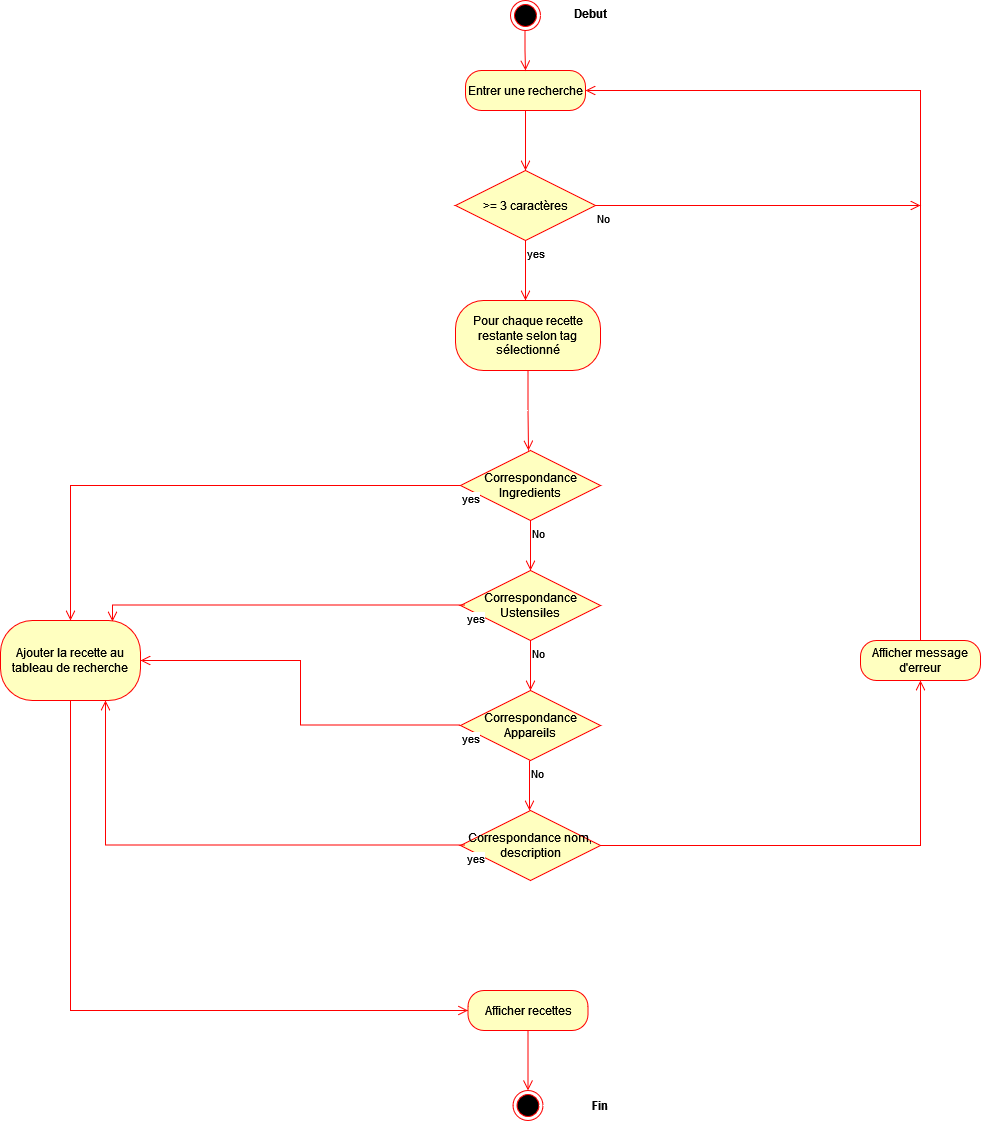 Debut
Entrer une recherche
>= 3 caractères
No
yes
Pour chaque recette
restante selon tag
sélectionné
Correspondance
Ingredients
yes
No
Correspondance
Ustensiles
yes
No
Ajouter la recette au
tableau de recherche
Afficher message
d'erreur
Correspondance
Appareils
yes
No
Correspondance nom,
description
yes
Afficher recettes
Fin